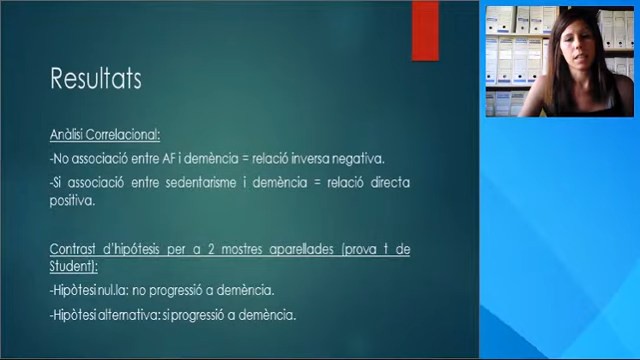 Resultats
Anàlisi Correlacional:
-No associació entre AF i demència = relació inversa negativa.
-Si associació entre sedentarisme i demència = relació directa
positiva.
Contrast d'hipótesis per a 2 mostres aparellades (prova t de
Student):
-Hipòtesi nul.la: no progressió a demència.
-Hipòtesi alternativa: si progressió a demència.